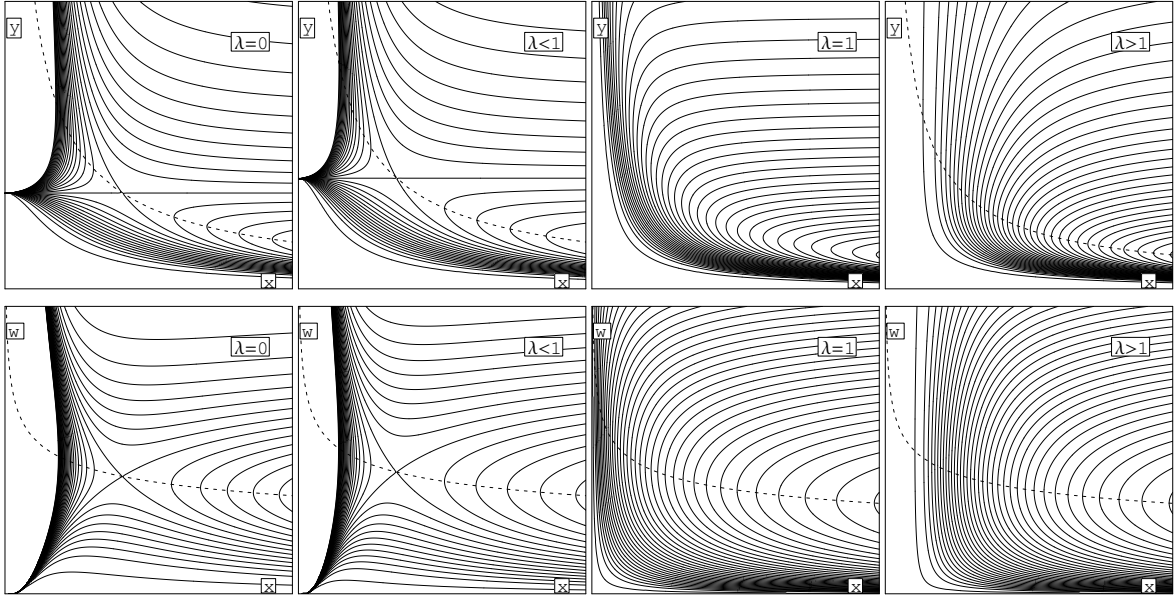 y λ=0 x
y λ<1 x
y λ=1 x
y λ>1 x
w λ=0 x
w λ<1 x
w λ=1 x
w λ>1 x